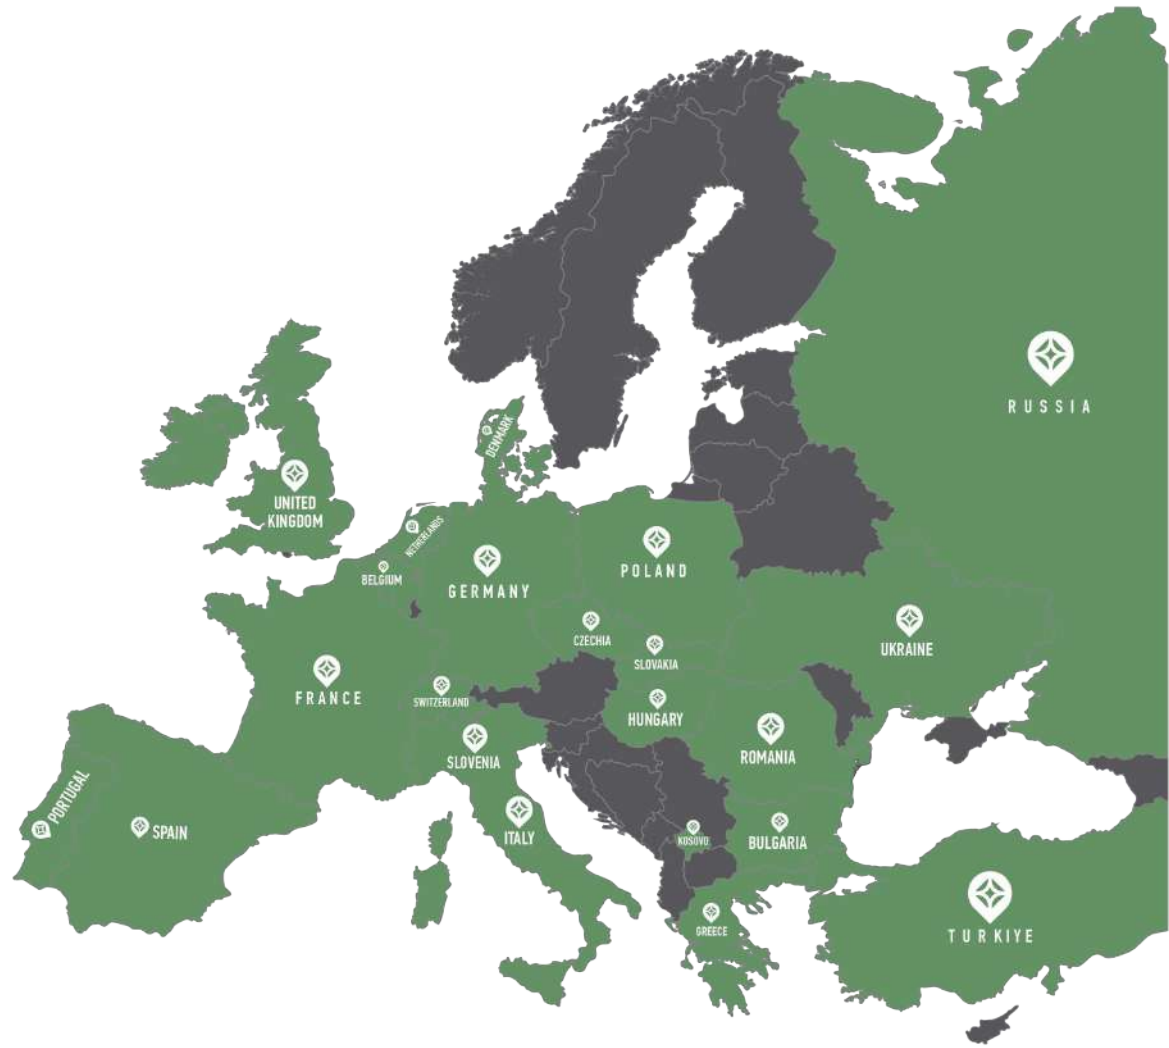 RUSSIA
DENMARK
UNITED
KINGDOM
NETHERLANDS
BELGIUM
GERMANY
POLAND
CZECHIA
SLOVAKIA
UKRAINE
FRANCE
SWITZERLAND
HUNGARY
SLOVENIA
ROMANIA
PORTUGAL
SPAIN
ITALY
KOSOVO
BULGARIA
GREECE
TURKIYE